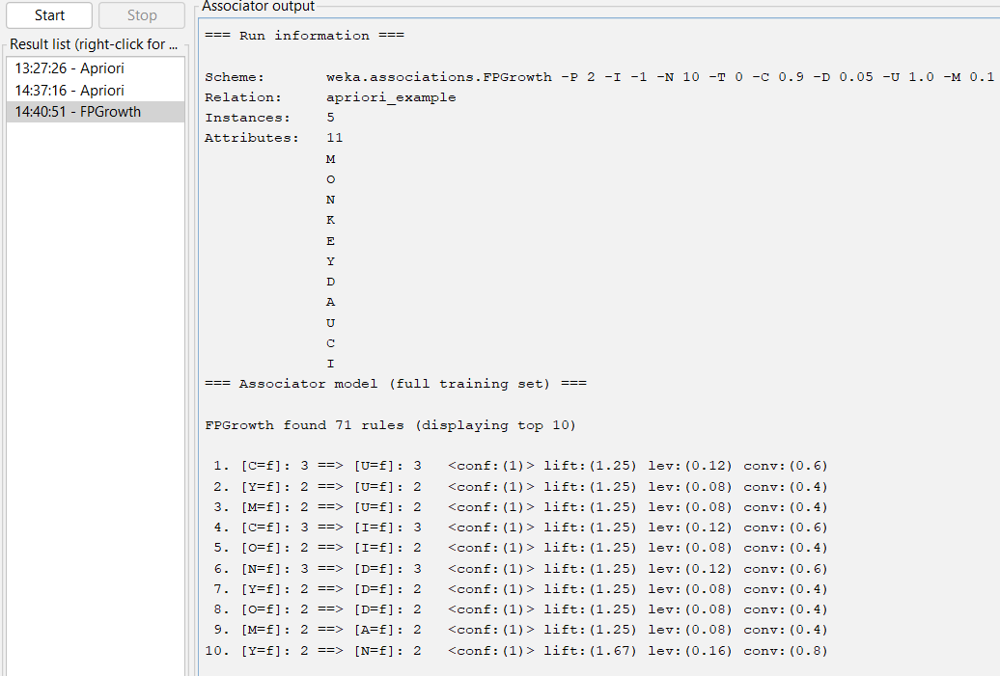 Start
Stop
Result list (right-click for ...
13:27:26 - Apriori
14:37:16 - Apriori
14:40:51 - FPGrowth
Associator output
=== Run information ===
Scheme: weka.associations.FPGrowth -P 2 -I -1 -N 10 -T 0 -C 0.9 -D 0.05 -U 1.0 -M 0.1
Relation: apriori_example
Instances: 5
Attributes: 11
M
O
N
K
E
Y
D
A
U
C
I
=== Associator model (full training set) ===
FPGrowth found 71 rules (displaying top 10)
1. [C=f]: 3 ==> [U=f]: 3 <conf:(1)> lift:(1.25) lev:(0.12) conv:(0.6)
2. [Y=f]: 2 ==> [U=f]: 2 <conf:(1)> lift:(1.25) lev:(0.08) conv:(0.4)
3. [M=f]: 2 ==> [U=f]: 2 <conf:(1)> lift:(1.25) lev:(0.08) conv:(0.4)
4. [C=f]: 3 ==> [I=f]: 3 <conf:(1)> lift:(1.25) lev:(0.12) conv:(0.6)
5. [O=f]: 2 ==> [I=f]: 2 <conf:(1)> lift:(1.25) lev:(0.08) conv:(0.4)
6. [N=f]: 3 ==> [D=f]: 3 <conf:(1)> lift:(1.25) lev:(0.12) conv:(0.6)
7. [Y=f]: 2 ==> [D=f]: 2 <conf:(1)> lift:(1.25) lev:(0.08) conv:(0.4)
8. [O=f]: 2 ==> [D=f]: 2 <conf:(1)> lift:(1.25) lev:(0.08) conv:(0.4)
9. [M=f]: 2 ==> [A=f]: 2 <conf:(1)> lift:(1.25) lev:(0.08) conv:(0.4)
10. [Y=f]: 2 ==> [N=f]: 2 <conf:(1)> lift:(1.67) lev:(0.16) conv:(0.8)